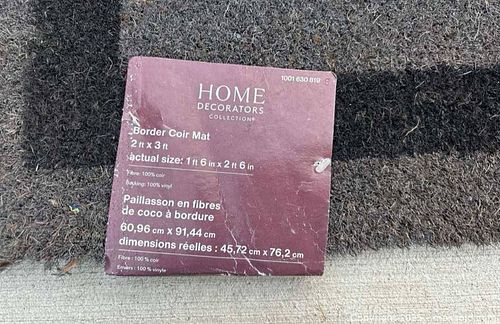 1001 630 819
HOME
DECORATORS
COLLECTION®
Border Coir Mat
2 ft x 3 ft
actual size: 1 ft 6 in x 2 ft 6 in
Fibre: 100% coir
Backing: 100% vinyl
Paillasson en fibres
de coco à bordure
60,96 cm x 91,44 cm
dimensions réelles : 45,72 cm x 76,2 cm
Fibre : 100 % coir
Envers : 100 % vinyle